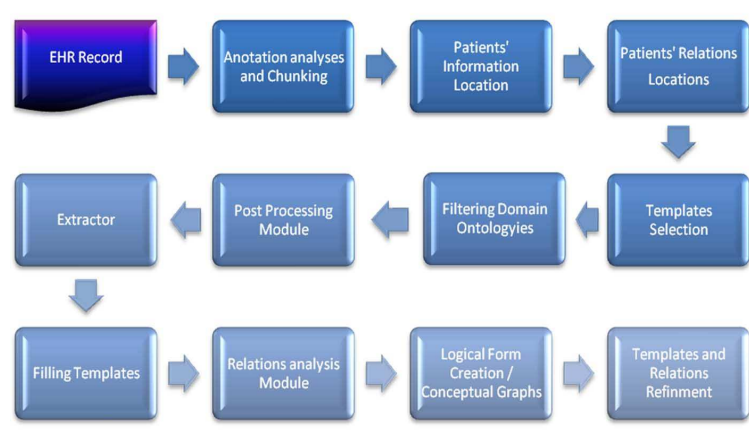 EHR Record
Anotation analyses
and Chunking
Patients'
Information
Location
Patients' Relations
Locations
Templates
Selection
Filtering Domain
Ontologyies
Post Processing
Module
Extractor
Filling Templates
Relations analysis
Module
Logical Form
Creation /
Conceptual Graphs
Templates and
Relations
Refinment